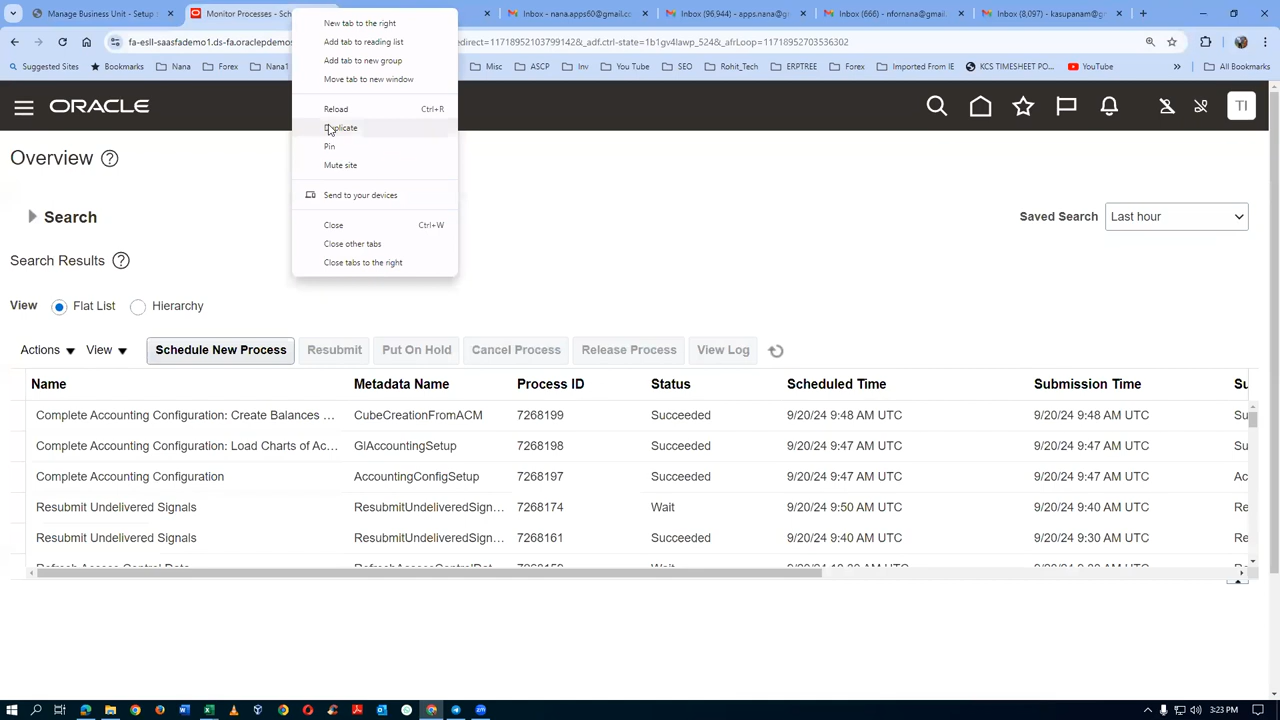 Manage Business Unit - Setup
Monitor Processes - Sche
Inbox - nana.apps60@gmail.c
Inbox (96,944) - apps.nana@g
Inbox (666) - nfornana@gmail
Inbox (8,097) - kasupanam@
fa-esll-saasfademo1.ds-fa.oraclepdemos
direct=11718952103799142&_adf.ctrl-state=1b1gv4lawp_524&_afrLoop=11718952703536302
Suggested Sites
Bookmarks
Nana
Forex
Nana1
Misc
ASCP
Inv
You Tube
SEO
Rohit_Tech
ERPTREE
Forex
Imported From IE
KCS TIMESHEET PO...
YouTube
»
All Bookmarks
New tab to the right
Add tab to reading list
Add tab to new group
Move tab to new window
Reload Ctrl+R
Duplicate
Pin
Mute site
Send to your devices
Close Ctrl+W
Close other tabs
Close tabs to the right
ORACLE
TI
Overview
Search
Saved Search Last hour
Search Results
View Flat List Hierarchy
Actions View Schedule New Process Resubmit Put On Hold Cancel Process Release Process View Log
Name Metadata Name Process ID Status Scheduled Time Submission Time Su
Complete Accounting Configuration: Create Balances ... CubeCreationFromACM 7268199 Succeeded 9/20/24 9:48 AM UTC 9/20/24 9:48 AM UTC Su
Complete Accounting Configuration: Load Charts of Ac... GlAccountingSetup 7268198 Succeeded 9/20/24 9:47 AM UTC 9/20/24 9:47 AM UTC Su
Complete Accounting Configuration AccountingConfigSetup 7268197 Succeeded 9/20/24 9:47 AM UTC 9/20/24 9:47 AM UTC Ac
Resubmit Undelivered Signals ResubmitUndeliveredSign... 7268174 Wait 9/20/24 9:50 AM UTC 9/20/24 9:40 AM UTC Re
Resubmit Undelivered Signals ResubmitUndeliveredSign... 7268161 Succeeded 9/20/24 9:40 AM UTC 9/20/24 9:30 AM UTC Re
3:23 PM